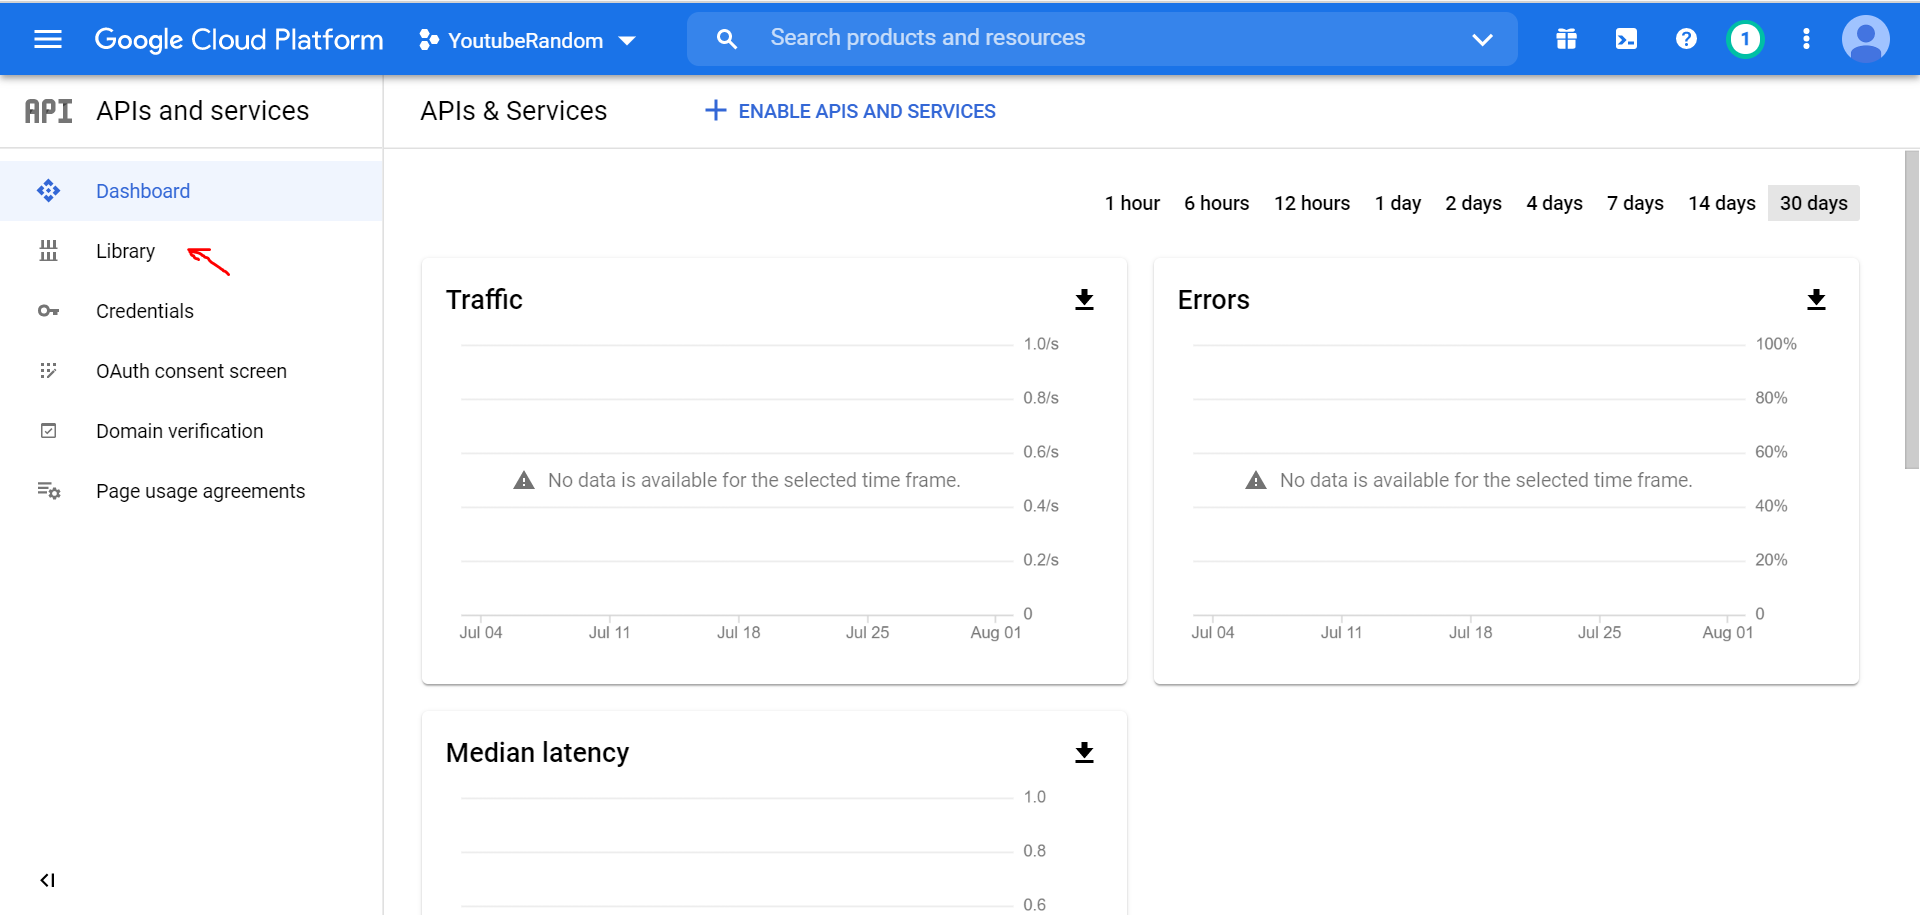 Google Cloud Platform
YoutubeRandom
Search products and resources
1
API
APIs and services
APIs & Services
ENABLE APIS AND SERVICES
Dashboard
Library
Credentials
OAuth consent screen
Domain verification
Page usage agreements
1 hour 6 hours 12 hours 1 day 2 days 4 days 7 days 14 days 30 days
Traffic
1.0/s
0.8/s
0.6/s
No data is available for the selected time frame.
0.4/s
0.2/s
0
Jul 04 Jul 11 Jul 18 Jul 25 Aug 01
Errors
100%
80%
60%
No data is available for the selected time frame.
40%
20%
0
Jul 04 Jul 11 Jul 18 Jul 25 Aug 01
Median latency
1.0
0.8
0.6